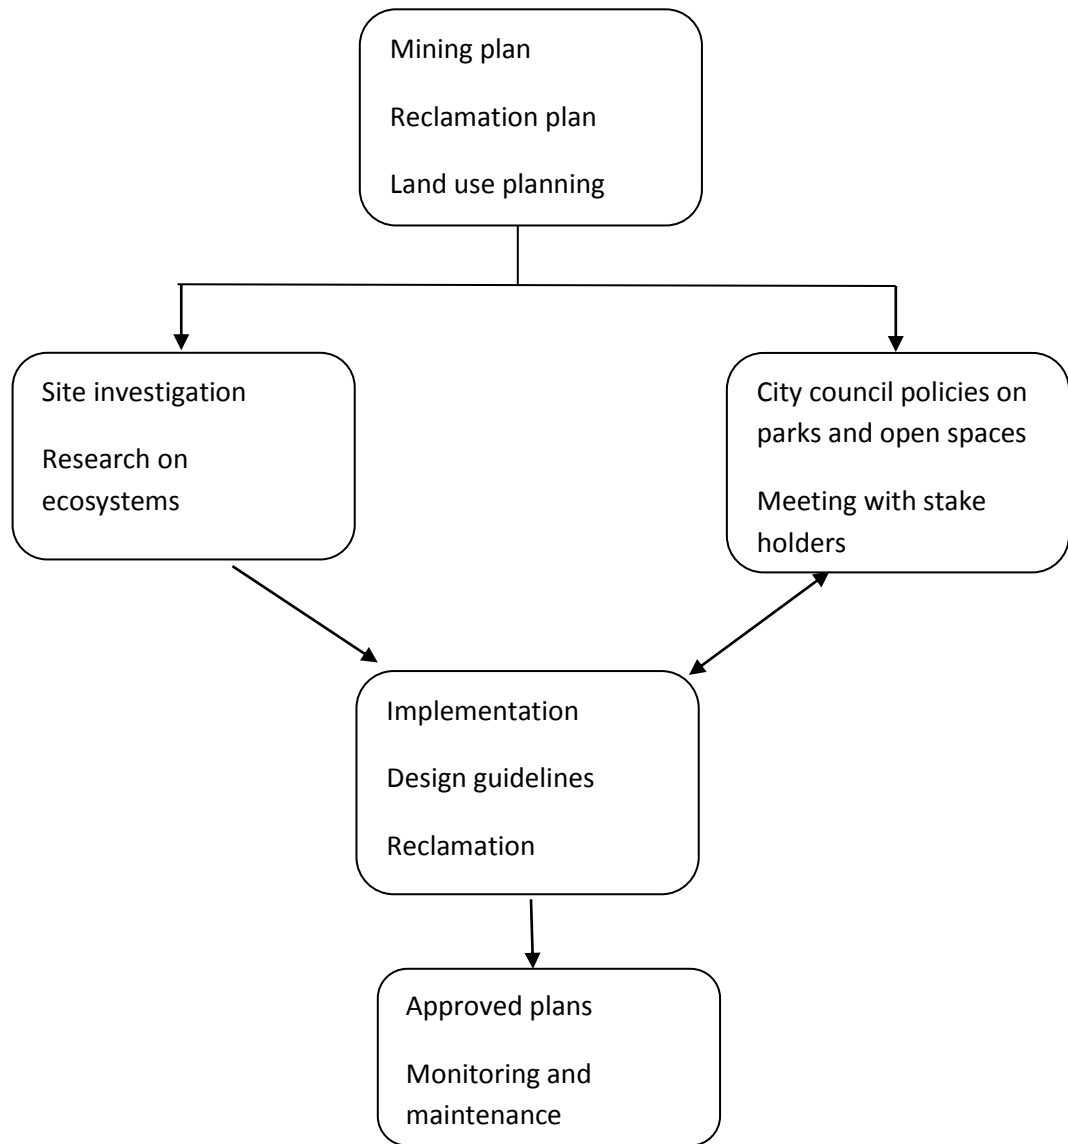 Mining plan
Reclamation plan
Land use planning
Site investigation
Research on
ecosystems
City council policies on
parks and open spaces
Meeting with stake
holders
Implementation
Design guidelines
Reclamation
Approved plans
Monitoring and
maintenance